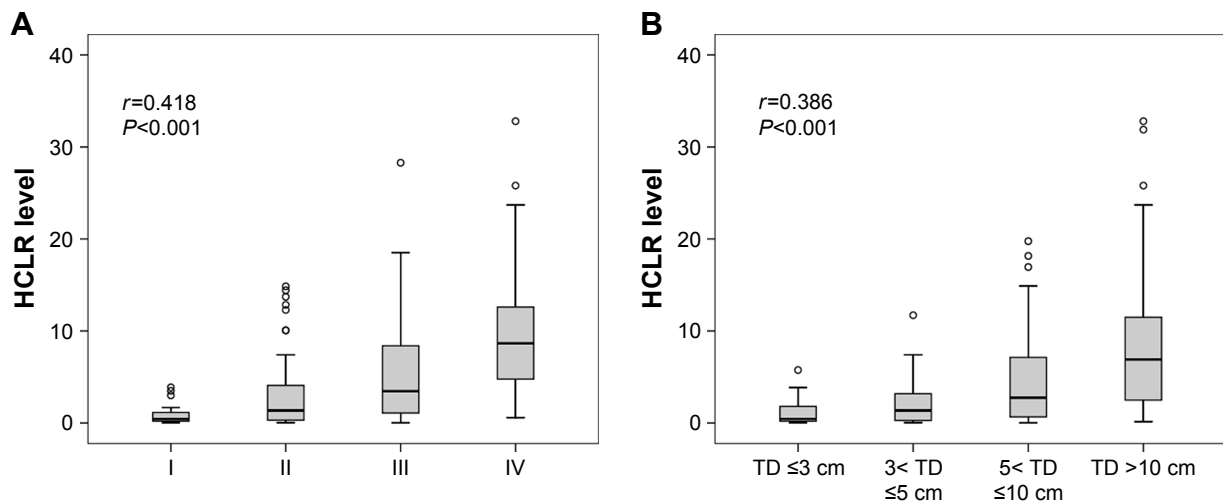 A
HCLR level
40
30
20
10
0
r=0.418
P<0.001
I
II
III
IV
B
HCLR level
40
30
20
10
0
r=0.386
P<0.001
TD ≤3 cm
3< TD
≤5 cm
5< TD
≤10 cm
TD >10 cm